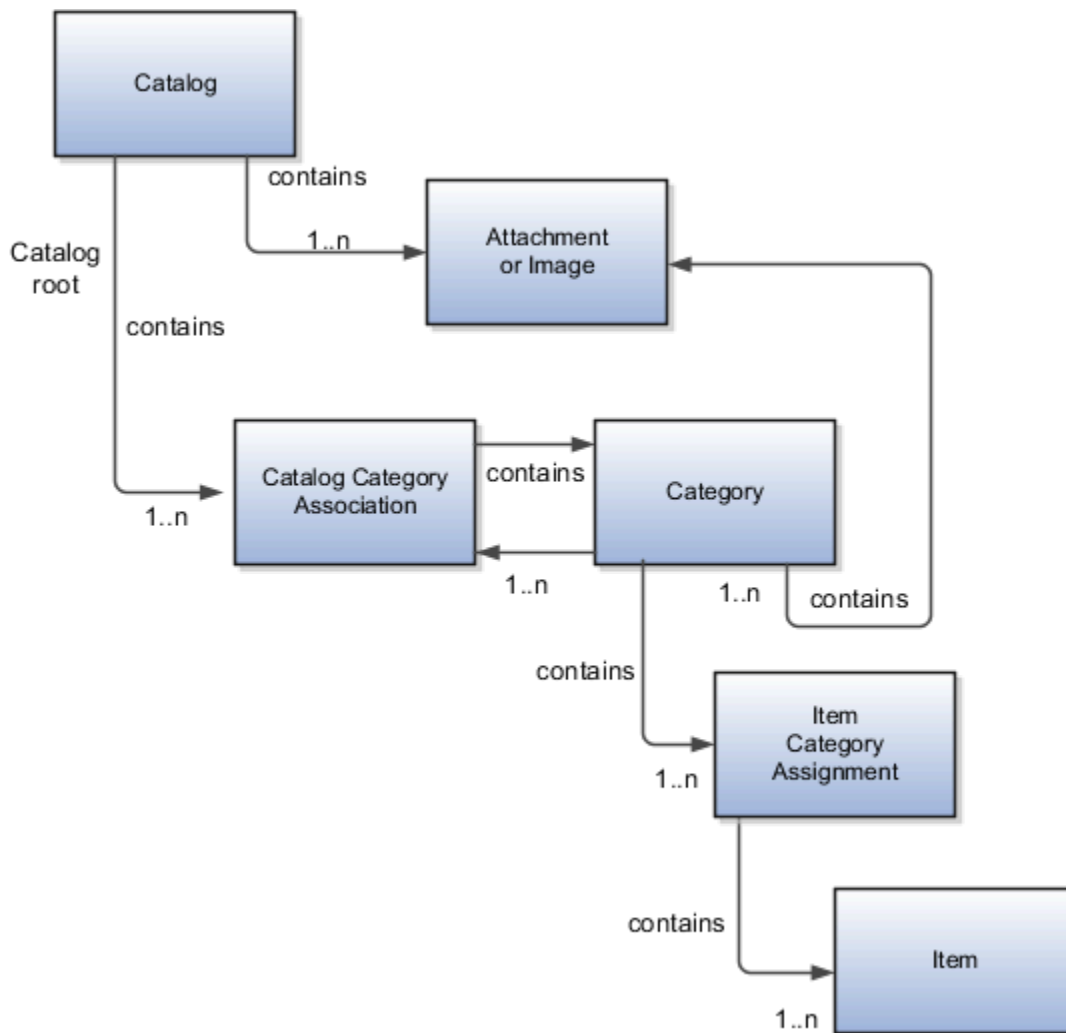 Catalog
contains
1..n
Attachment
or Image
Catalog
root
contains
1..n
Catalog Category
Association
contains
1..n
Category
1..n
contains
contains
1..n
Item
Category
Assignment
contains
1..n
Item